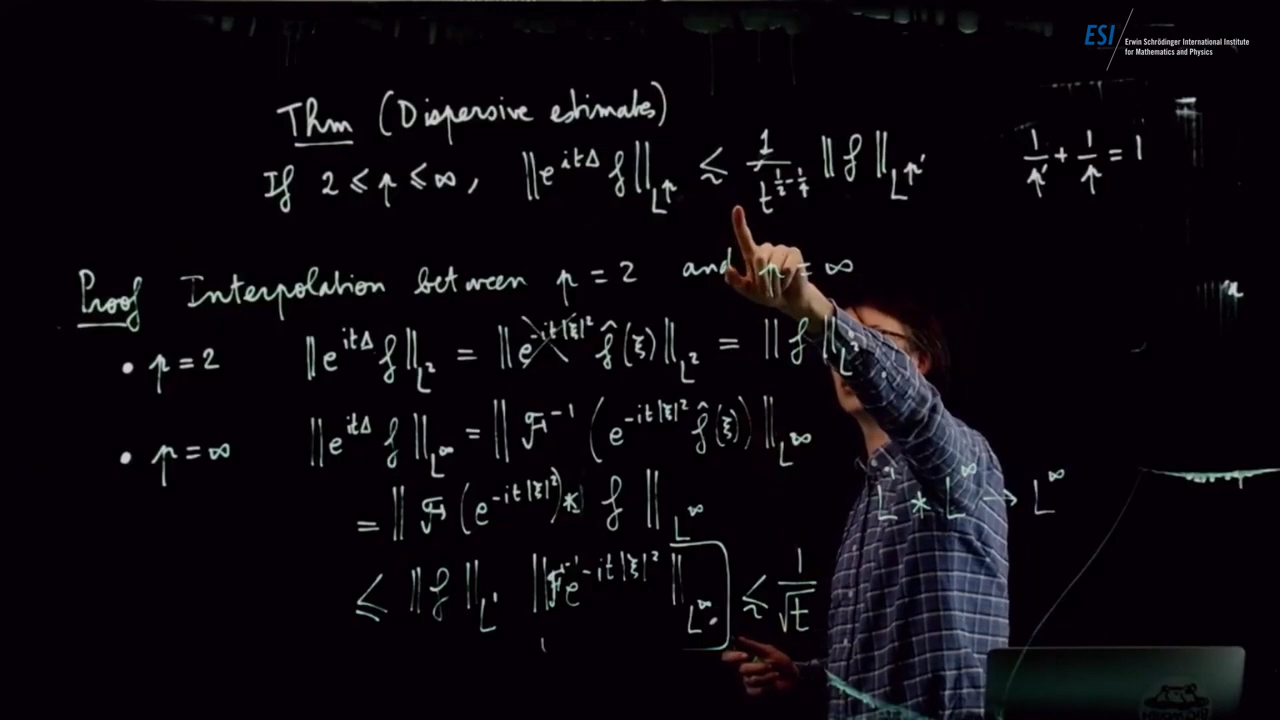 ESI Erwin Schrödinger International Institute
for Mathematics and Physics
Thm (Dispersive estimates)
If 2 ≤ p ≤ ∞, ‖e^{itΔ} f‖_{L^p} ≲ 1/t^{1/2 - 1/p} ‖f‖_{L^{p'}} 1/p' + 1/p = 1
Proof Interpolation between p = 2 and p = ∞
• p = 2 ‖e^{itΔ} f‖_{L^2} = ‖e^{-it|ξ|^2} f̂(ξ)‖_{L^2} = ‖f‖_{L^2}
• p = ∞ ‖e^{itΔ} f‖_{L^∞} = ‖ℱ^{-1} (e^{-it|ξ|^2} f̂(ξ))‖_{L^∞}
= ‖ℱ(e^{-it|ξ|^2}) * f‖_{L^∞} L^1 * L^∞ → L^∞
≤ ‖f‖_{L^1} ‖ℱ^{-1} e^{-it|ξ|^2}‖_{L^∞} ≲ 1/√t